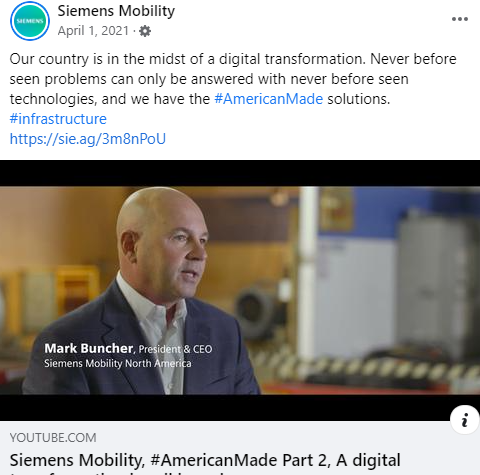 SIEMENS
Siemens Mobility
April 1, 2021 ·
Our country is in the midst of a digital transformation. Never before
seen problems can only be answered with never before seen
technologies, and we have the #AmericanMade solutions.
#infrastructure
https://sie.ag/3m8nPoU
Mark Buncher, President & CEO
Siemens Mobility North America
i
YOUTUBE.COM
Siemens Mobility, #AmericanMade Part 2, A digital